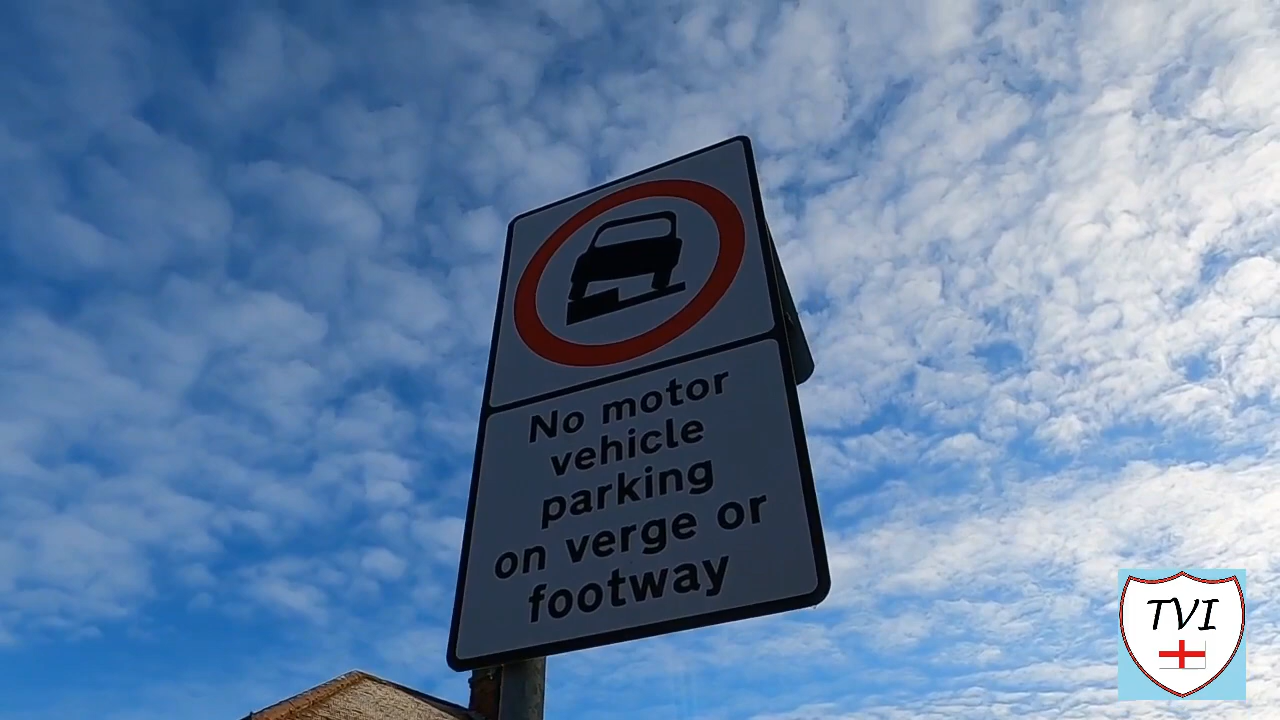 No motor
vehicle
parking
on verge or
footway
TVI